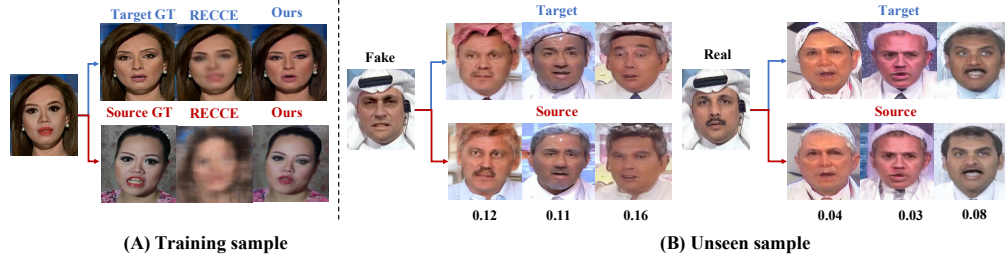 Target GT RECCE Ours
Source GT RECCE Ours
(A) Training sample
Fake
Target
Source
0.12 0.11 0.16
Real
Target
Source
0.04 0.03 0.08
(B) Unseen sample